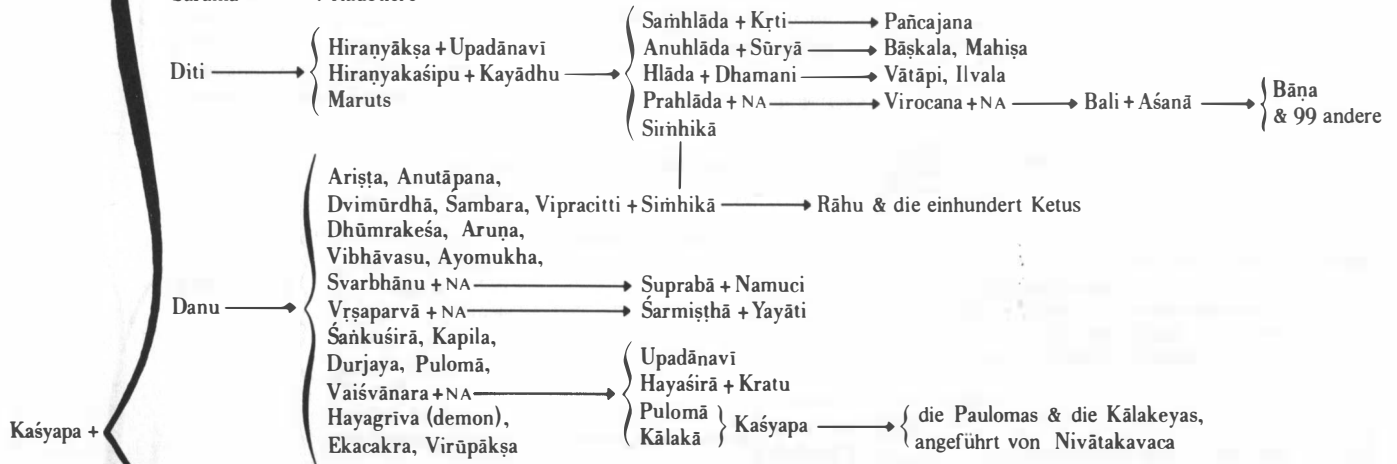 Saṁhlāda + Kṛti → Pañcajana
Hiraṇyākṣa + Upadānavī
Anuhlāda + Sūryā → Bāṣkala, Mahiṣa
Diti → Hiraṇyakaśipu + Kayādhu → Hlāda + Dhamani → Vātāpi, Ilvala
Maruts
Prahlāda + NA → Virocana + NA → Bali + Aśanā → Bāṇa
& 99 andere
Siṁhikā
Ariṣṭa, Anutāpana,
Dvimūrdhā, Śambara, Vipracitti + Siṁhikā → Rāhu & die einhundert Ketus
Dhūmrakeśa, Aruṇa,
Vibhāvasu, Ayomukha,
Svarbhānu + NA → Suprabā + Namuci
Danu → Vṛṣaparvā + NA → Śarmiṣṭhā + Yayāti
Śaṅkuśirā, Kapila,
Durjaya, Pulomā,
Upadānavī
Vaiśvānara + NA → Hayaśirā + Kratu
Hayagrīva (demon),
Pulomā
Kālakā } Kaśyapa → { die Paulomas & die Kālakeyas,
angeführt von Nivātakavaca
Ekacakra, Virūpākṣa
Kaśyapa +